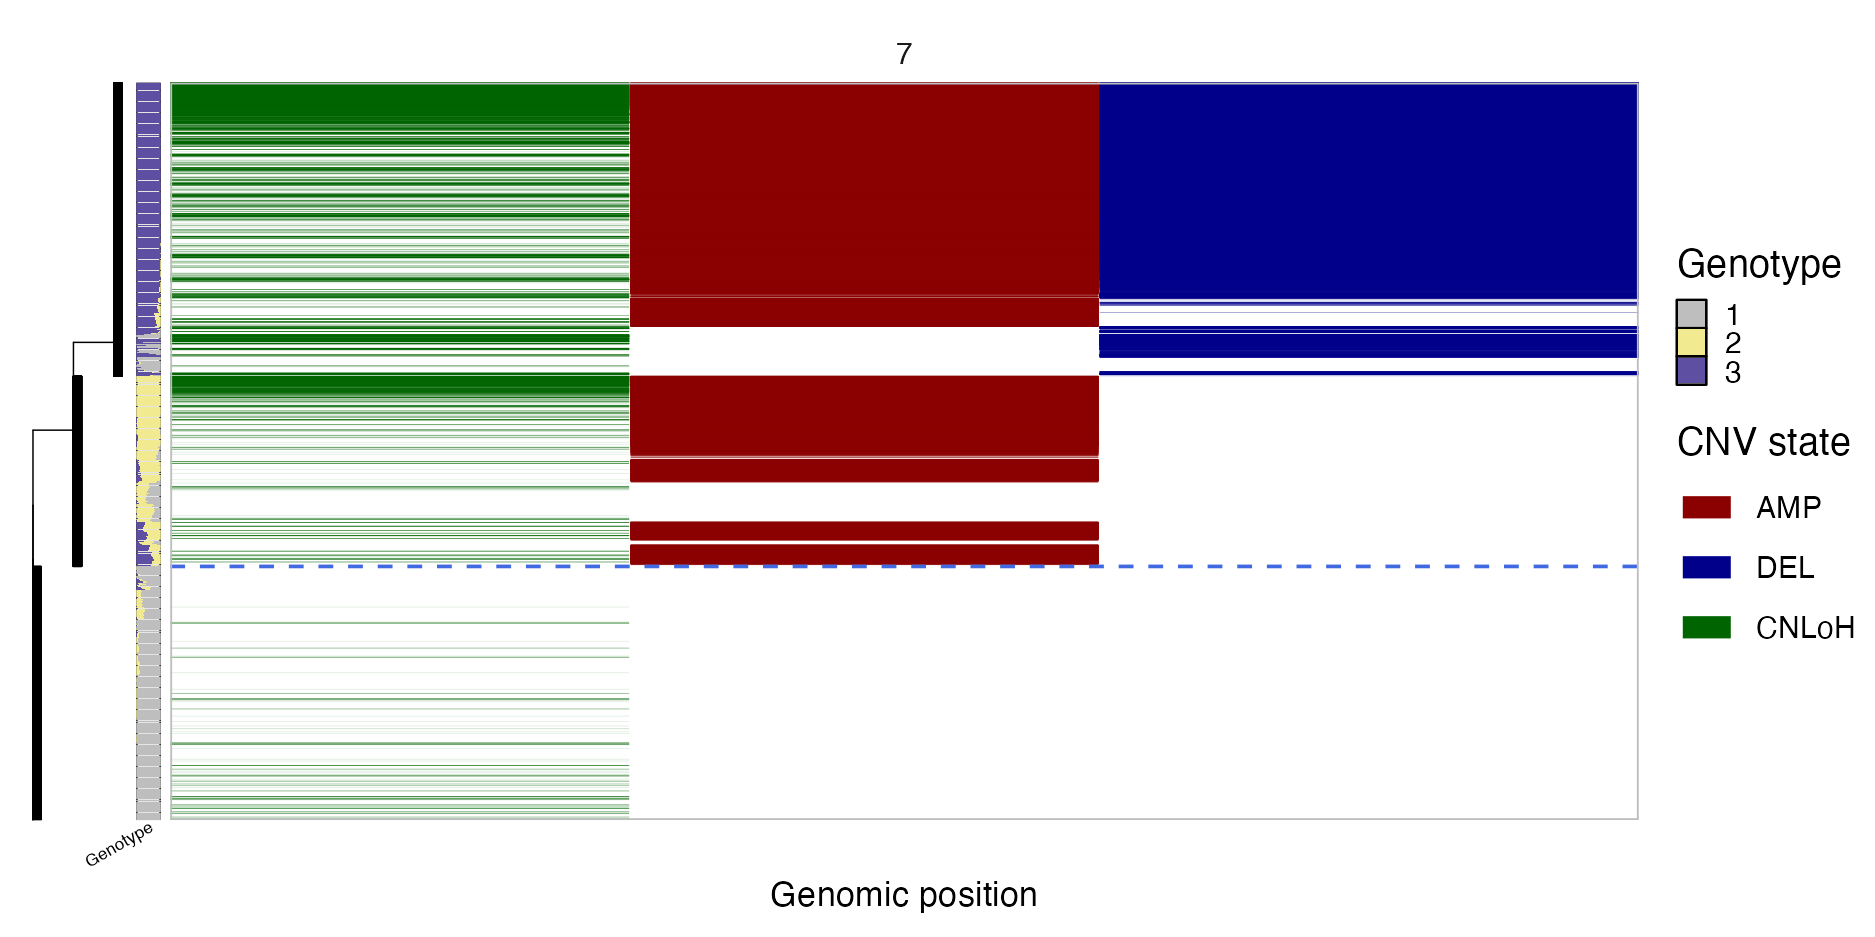 7
Genotype
1
2
3
CNV state
AMP
DEL
CNLoH
Genotype
Genomic position